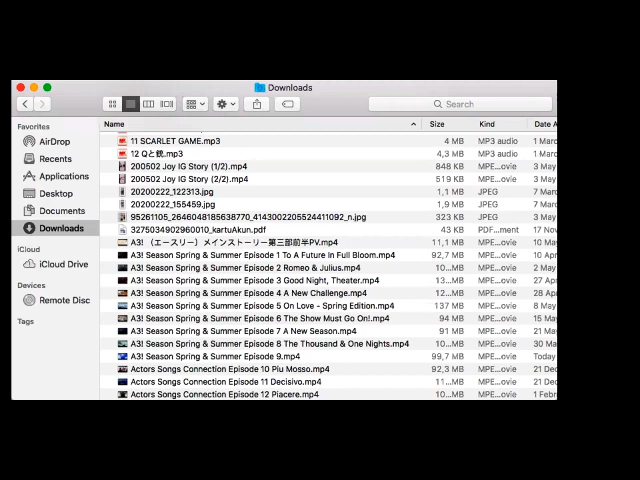 Downloads
Search
Favorites
AirDrop
Recents
Applications
Desktop
Documents
Downloads
iCloud
iCloud Drive
Devices
Remote Disc
Tags
Name Size Kind Date A
11 SCARLET GAME.mp3 4 MB MP3 audio 1 Marc
12 Qと銃.mp3 4,3 MB MP3 audio 1 Marc
200502 Joy IG Story (1/2).mp4 848 KB MPE...ovie 3 May
200502 Joy IG Story (2/2).mp4 519 KB MPE...ovie 3 May
20200222_122313.jpg 1,1 MB JPEG 7 Marc
20200222_155459.jpg 1,9 MB JPEG 7 Marc
95261105_2646048185638770_4143002205524411092_n.jpg 323 KB JPEG 3 May
3275034902960010_kartuAkun.pdf 43 KB PDF...ment 7 Marc
A3! （エースリー）メインストーリー第三部前半PV.mp4 11,1 MB MPE...ovie 10 May
A3! Season Spring & Summer Episode 1 To A Future in Full Bloom.mp4 92,7 MB MPE...ovie 10 Apr
A3! Season Spring & Summer Episode 2 Romeo & Julius.mp4 10...MB MPE...ovie 2 May
A3! Season Spring & Summer Episode 3 Good Night, Theater.mp4 13...MB MPE...ovie 27 Ap
A3! Season Spring & Summer Episode 4 A New Challenge.mp4 12...MB MPE...ovie 28 Ap
A3! Season Spring & Summer Episode 5 On Love - Spring Edition.mp4 137 MB MPE...ovie 8 May
A3! Season Spring & Summer Episode 6 The Show Must Go On!.mp4 94 MB MPE...ovie 15 May
A3! Season Spring & Summer Episode 7 A New Season.mp4 91 MB MPE...ovie 21 May
A3! Season Spring & Summer Episode 8 The Thousand & One Nights.mp4 10...MB MPE...ovie 30 Ma
A3! Season Spring & Summer Episode 9.mp4 99,7 MB MPE...ovie Today
Actors Songs Connection Episode 10 Piu Mosso.mp4 92,3 MB MPE...ovie 21 Dec
Actors Songs Connection Episode 11 Decisivo.mp4 11...MB MPE...ovie 21 Dec
Actors Songs Connection Episode 12 Piacere.mp4 10...MB MPE...ovie 1 Febr